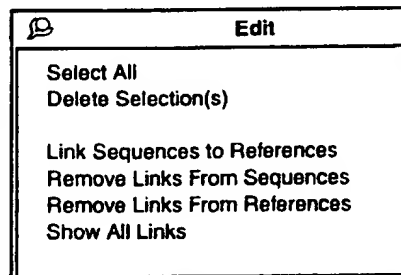 Edit
Select All
Delete Selection(s)
Link Sequences to References
Remove Links From Sequences
Remove Links From References
Show All Links